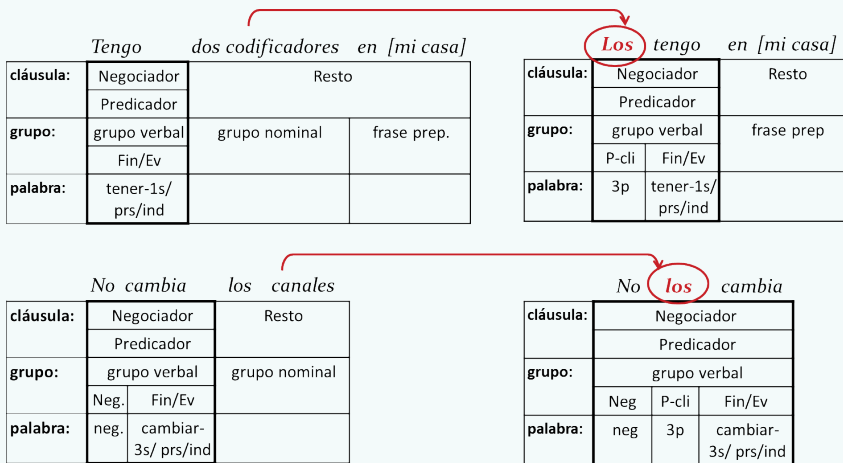 Tengo dos codificadores en [mi casa]
cláusula: Negociador Resto
Predicador
grupo: grupo verbal grupo nominal frase prep.
Fin/Ev
palabra: tener-1s/
prs/ind
Los tengo en [mi casa]
cláusula: Negociador Resto
Predicador
grupo: grupo verbal frase prep
P-cli Fin/Ev
palabra: 3p tener-1s/
prs/ind
No cambia los canales
cláusula: Negociador Resto
Predicador
grupo: grupo verbal grupo nominal
Neg. Fin/Ev
palabra: neg. cambiar-
3s/ prs/ind
No los cambia
cláusula: Negociador
Predicador
grupo: grupo verbal
Neg P-cli Fin/Ev
palabra: neg 3p cambiar-
3s/ prs/ind